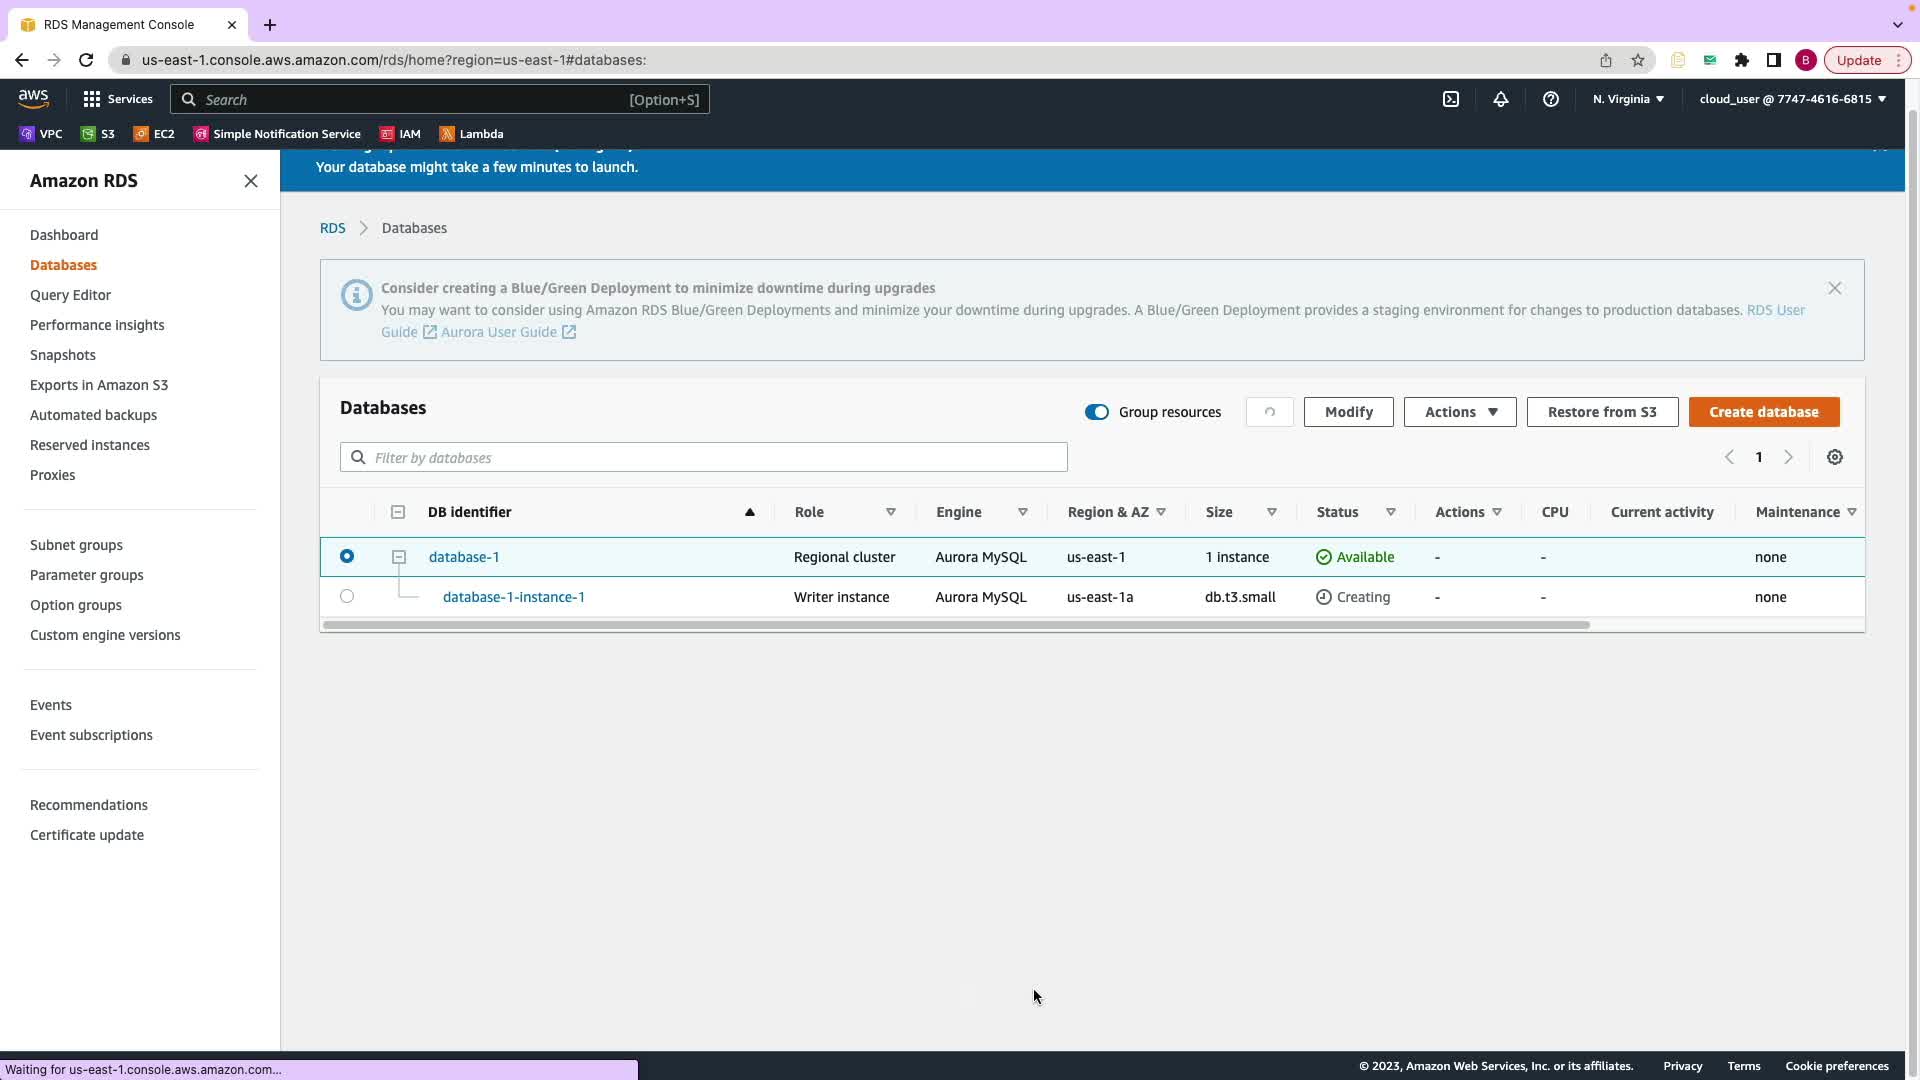 RDS Management Console
us-east-1.console.aws.amazon.com/rds/home?region=us-east-1#databases:
B
Update
aws
Services
Search
[Option+S]
N. Virginia
cloud_user @ 7747-4616-6815
VPC
S3
EC2
Simple Notification Service
IAM
Lambda
Amazon RDS
Dashboard
Databases
Query Editor
Performance insights
Snapshots
Exports in Amazon S3
Automated backups
Reserved instances
Proxies
Subnet groups
Parameter groups
Option groups
Custom engine versions
Events
Event subscriptions
Recommendations
Certificate update
Your database might take a few minutes to launch.
RDS
Databases
Consider creating a Blue/Green Deployment to minimize downtime during upgrades
You may want to consider using Amazon RDS Blue/Green Deployments and minimize your downtime during upgrades. A Blue/Green Deployment provides a staging environment for changes to production databases. RDS User
Guide Aurora User Guide
Databases
Group resources
Modify
Actions
Restore from S3
Create database
Filter by databases
1
DB identifier Role Engine Region & AZ Size Status Actions CPU Current activity Maintenance
database-1 Regional cluster Aurora MySQL us-east-1 1 instance Available - - none
database-1-instance-1 Writer instance Aurora MySQL us-east-1a db.t3.small Creating - - none
Waiting for us-east-1.console.aws.amazon.com...
© 2023, Amazon Web Services, Inc. or its affiliates.
Privacy
Terms
Cookie preferences